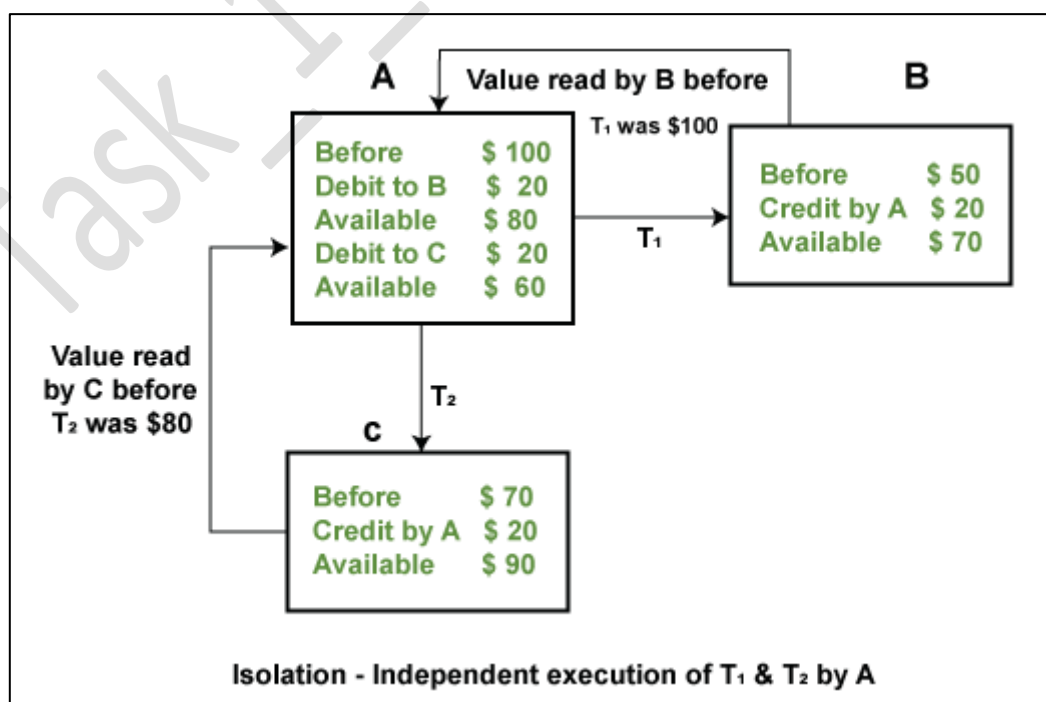 Task_1_
A
Value read by B before
T₁ was $100
B
Before $ 100
Debit to B $ 20
Available $ 80
Debit to C $ 20
Available $ 60
Before $ 50
Credit by A $ 20
Available $ 70
T₁
Value read
by C before
T₂ was $80
T₂
c
Before $ 70
Credit by A $ 20
Available $ 90
Isolation - Independent execution of T₁ & T₂ by A